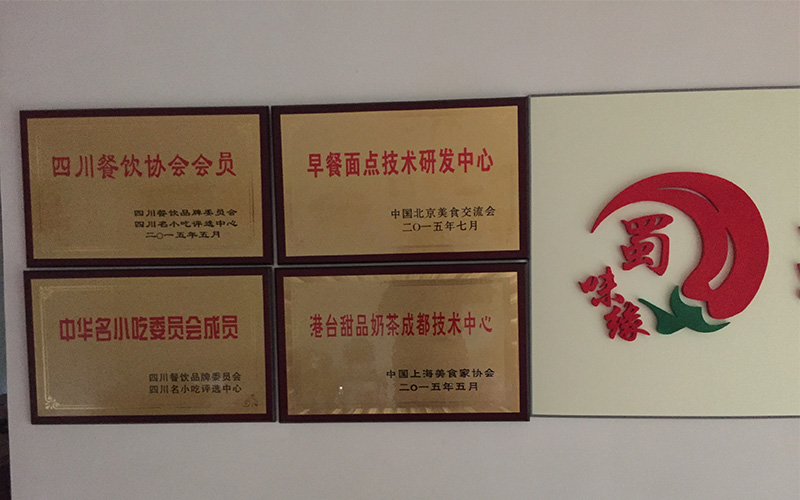 四川餐饮协会会员
四川餐饮品牌委员会
四川名小吃评选中心
二〇一五年五月
早餐面点技术研发中心
中国北京美食交流会
二〇一五年七月
中华名小吃委员会成员
四川餐饮品牌委员会
四川名小吃评选中心
港台甜品奶茶成都技术中心
中国上海美食家协会
二〇一五年五月
蜀
味缘